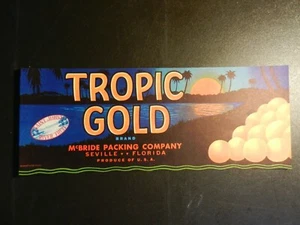 TROPIC
GOLD
BRAND
McBRIDE PACKING COMPANY
SEVILLE • • FLORIDA
PRODUCE OF U.S.A.